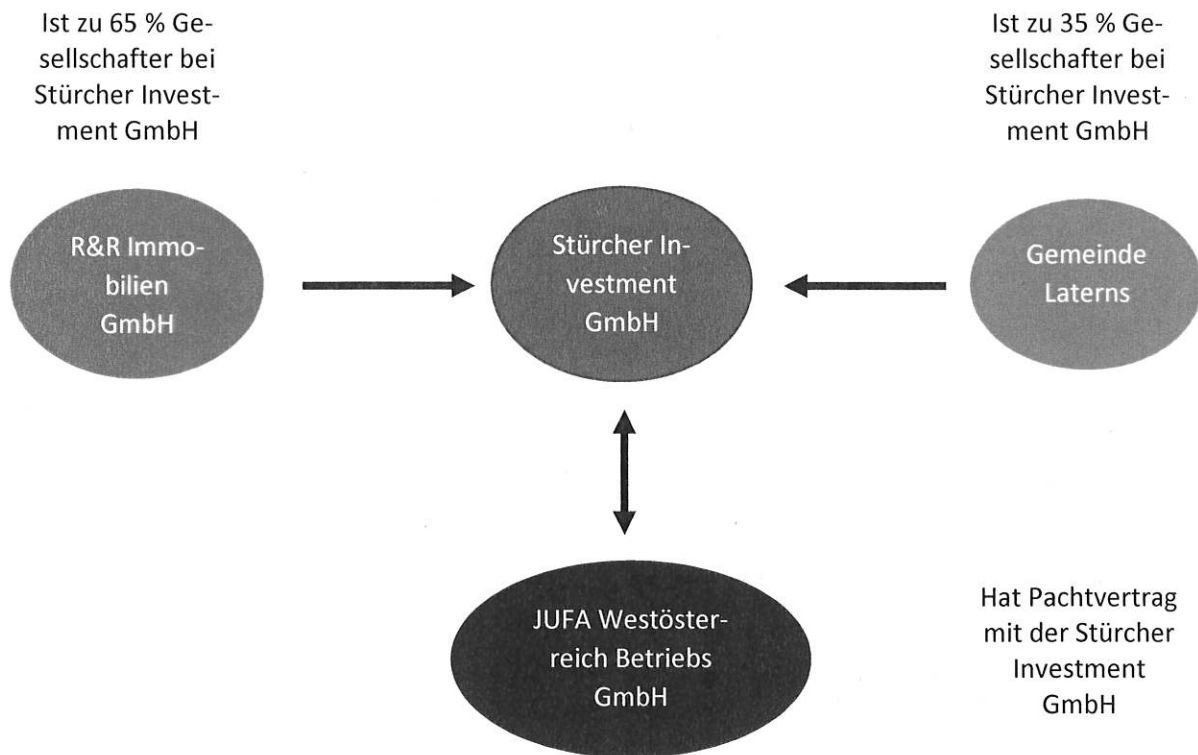 Ist zu 65 % Ge-
sellschafter bei
Stürcher Invest-
ment GmbH
Ist zu 35 % Ge-
sellschafter bei
Stürcher Invest-
ment GmbH
R&R Immo-
bilien
GmbH
Stürcher In-
vestment
GmbH
Gemeinde
Laterns
JUFA Westöster-
reich Betriebs
GmbH
Hat Pachtvertrag
mit der Stürcher
Investment
GmbH